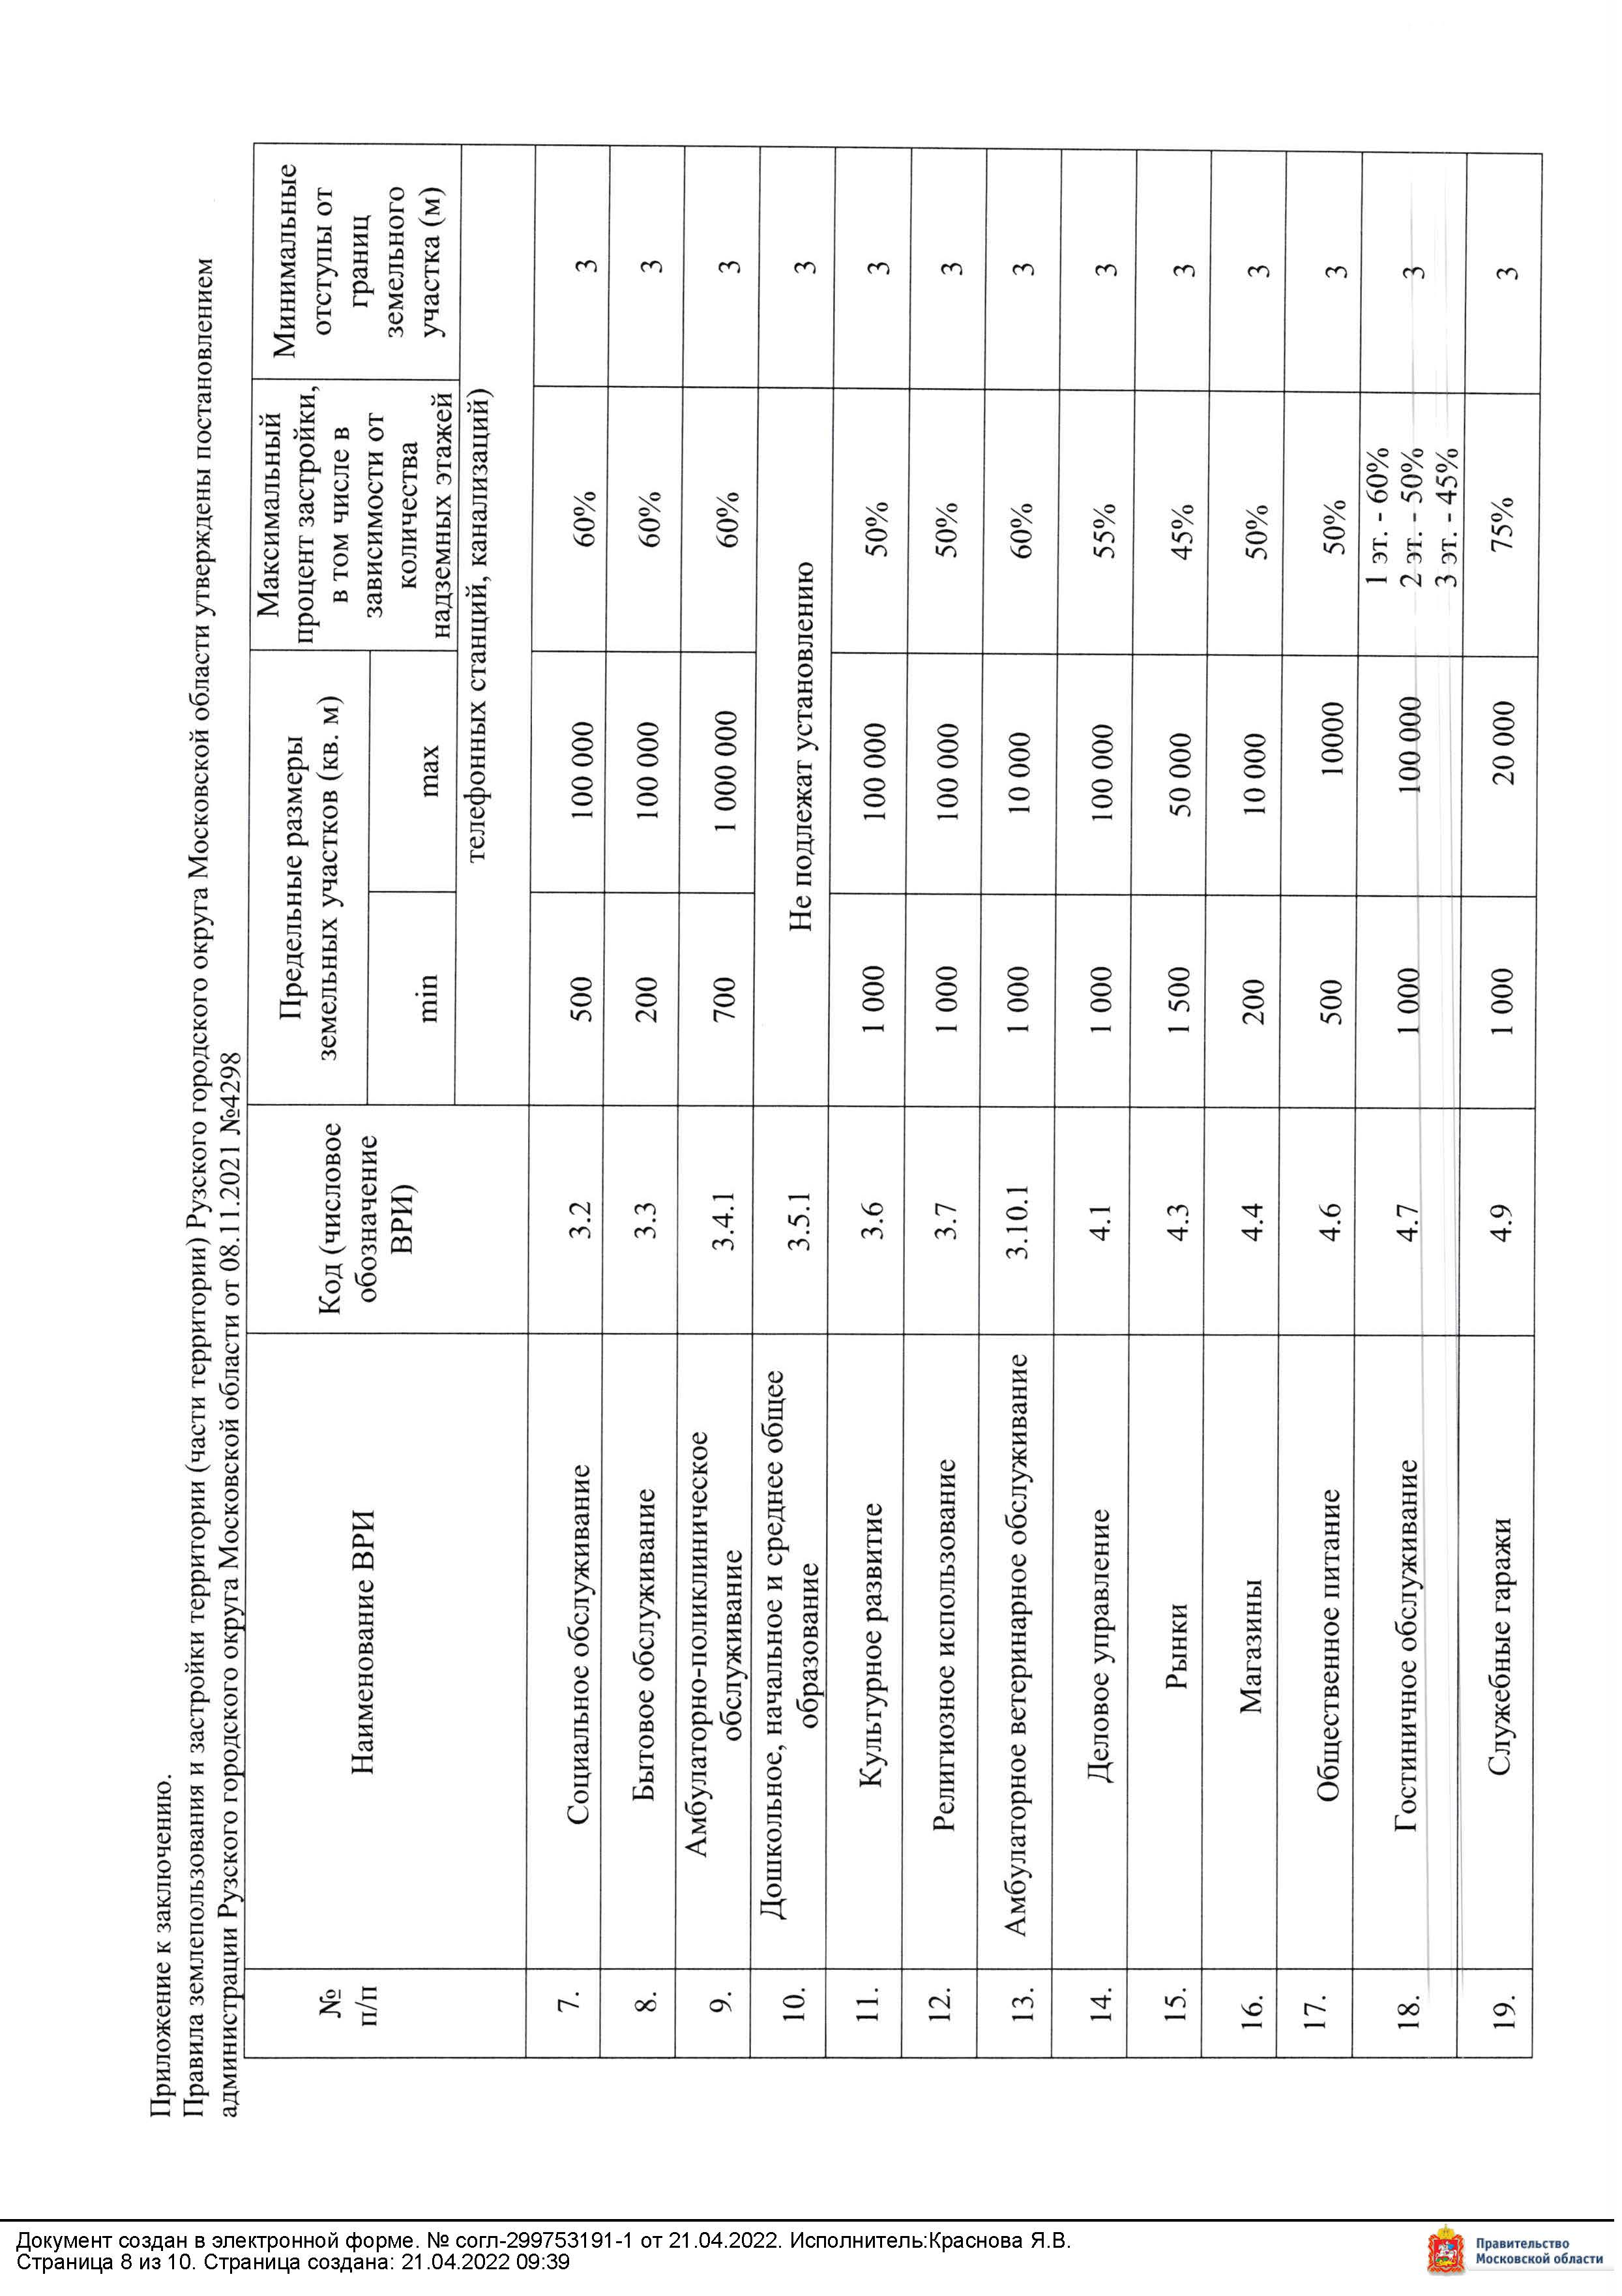 Приложение к заключению.
Правила землепользования и застройки территории (части территории) Рузского городского округа Московской области утверждены постановлением
администрации Рузского городского округа Московской области от 08.11.2021 №4298
№
п/п
Наименование ВРИ
Код (числовое
обозначение
ВРИ)
Предельные размеры
земельных участков (кв. м)
min
max
Максимальный
процент застройки,
в том числе в
зависимости от
количества
надземных этажей
Минимальные
отступы от
границ
земельного
участка (м)
телефонных станций, канализаций)
7. Социальное обслуживание 3.2 500 100 000 60% 3
8. Бытовое обслуживание 3.3 200 100 000 60% 3
9. Амбулаторно-поликлиническое
обслуживание 3.4.1 700 1 000 000 60% 3
10. Дошкольное, начальное и среднее общее
образование 3.5.1 Не подлежат установлению 3
11. Культурное развитие 3.6 1 000 100 000 50% 3
12. Религиозное использование 3.7 1 000 100 000 50% 3
13. Амбулаторное ветеринарное обслуживание 3.10.1 1 000 10 000 60% 3
14. Деловое управление 4.1 1 000 100 000 55% 3
15. Рынки 4.3 1 500 50 000 45% 3
16. Магазины 4.4 200 10 000 50% 3
17. Общественное питание 4.6 500 10000 50% 3
18. Гостиничное обслуживание 4.7 1 000 100 000 1 эт. - 60%
2 эт. - 50%
3 эт. - 45%
3
19. Служебные гаражи 4.9 1 000 20 000 75% 3
Документ создан в электронной форме. № согл-299753191-1 от 21.04.2022. Исполнитель:Краснова Я.В.
Страница 8 из 10. Страница создана: 21.04.2022 09:39
Правительство
Московской области